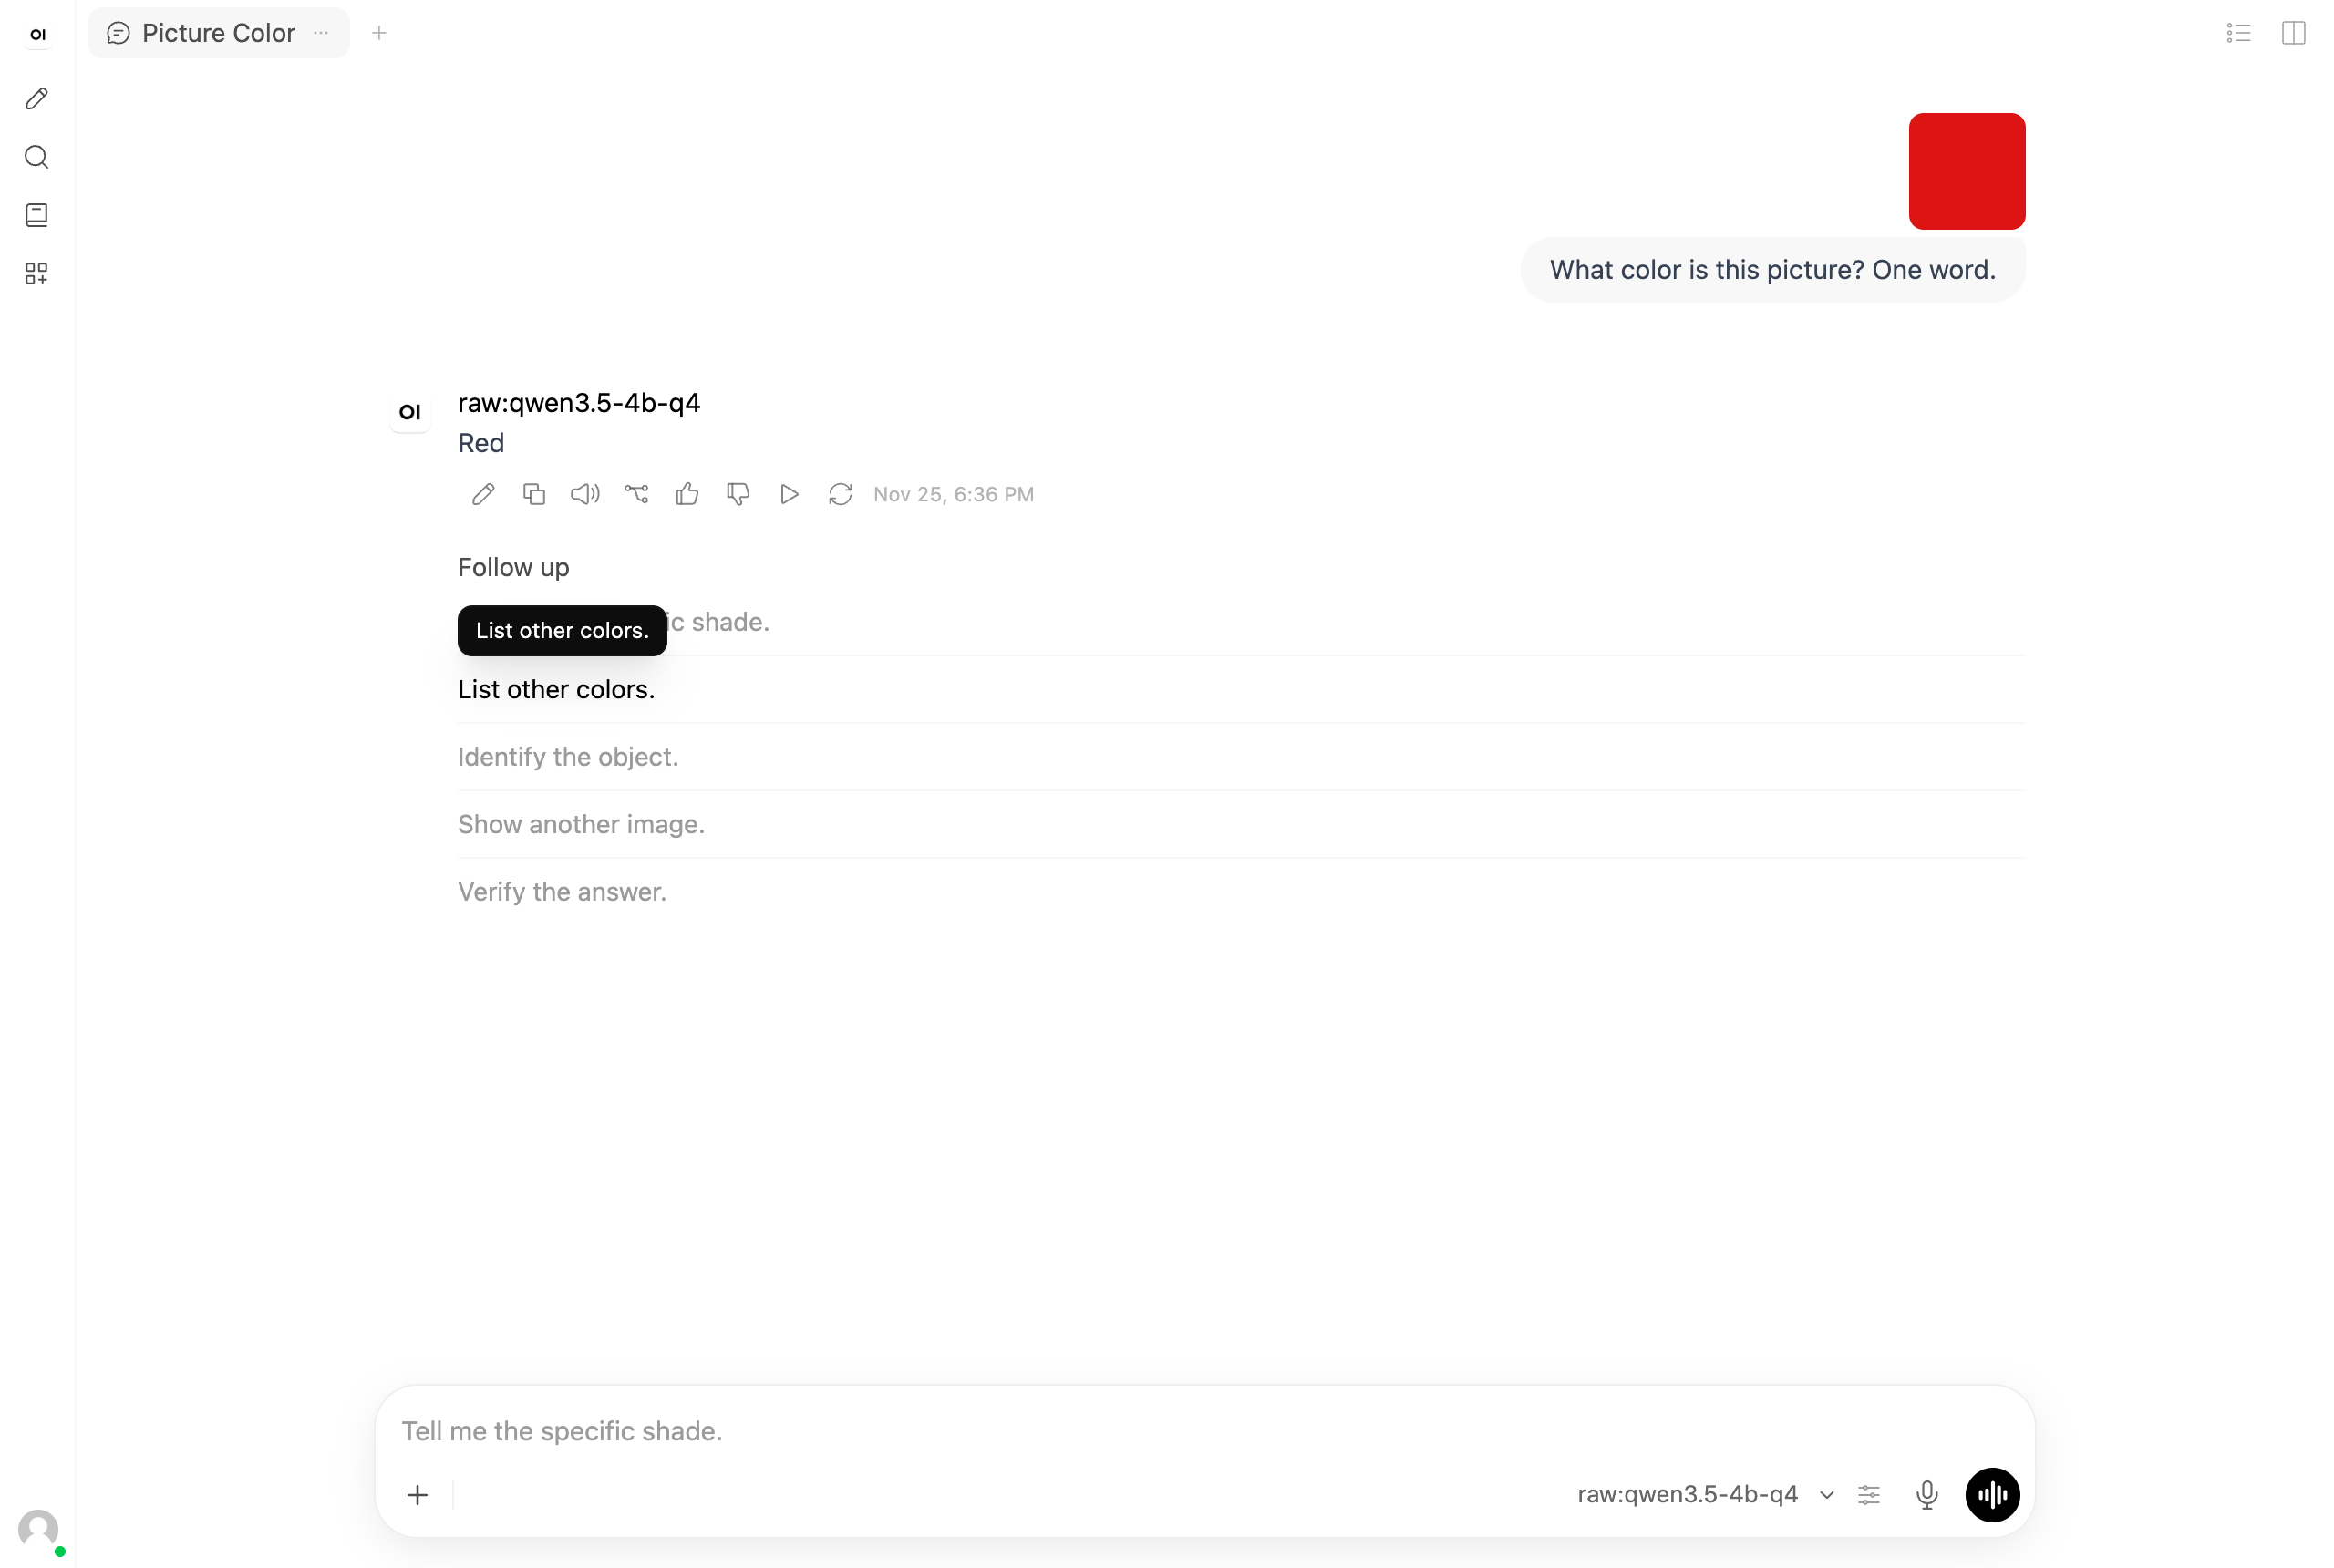 OI
Picture Color
What color is this picture? One word.
OI
raw:qwen3.5-4b-q4
Red
Nov 25, 6:36 PM
Follow up
List other colors.
ic shade.
List other colors.
Identify the object.
Show another image.
Verify the answer.
Tell me the specific shade.
raw:qwen3.5-4b-q4